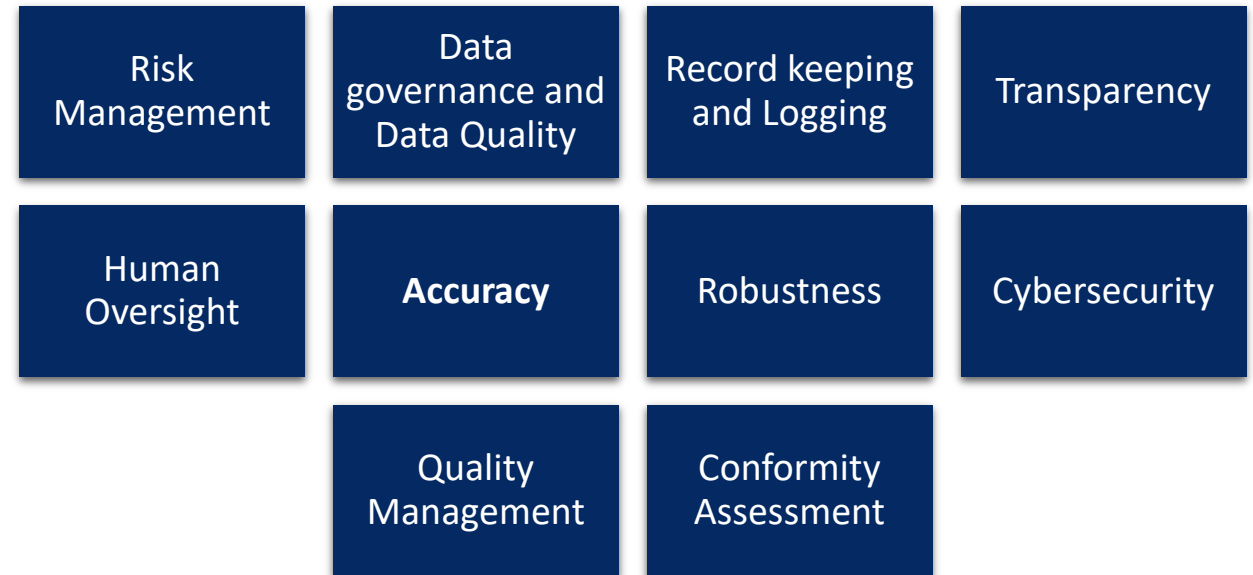 Risk
Management
Data
governance and
Data Quality
Record keeping
and Logging
Transparency
Human
Oversight
Accuracy
Robustness
Cybersecurity
Quality
Management
Conformity
Assessment